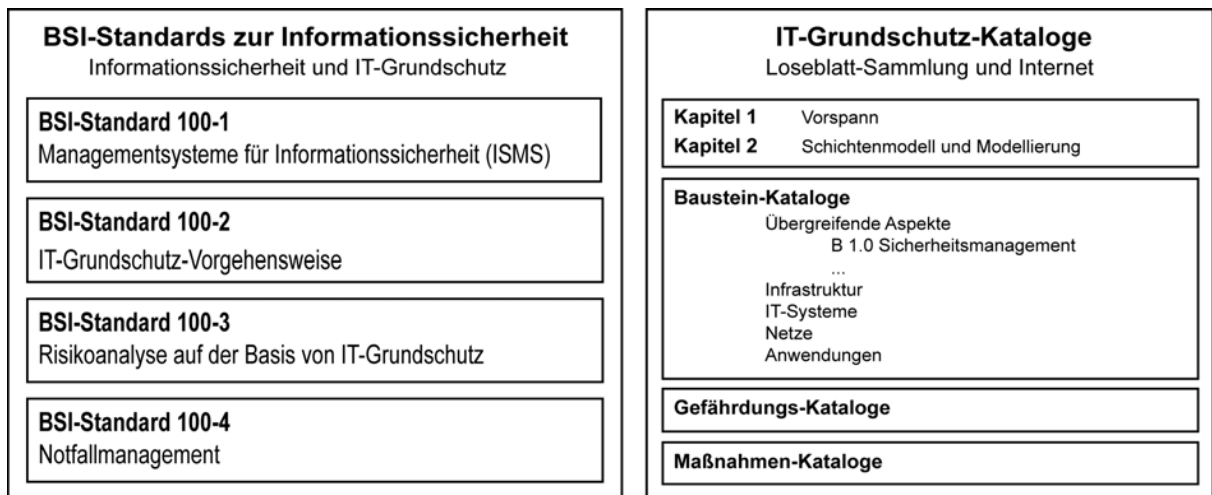 BSI-Standards zur Informationssicherheit
Informationssicherheit und IT-Grundschutz
BSI-Standard 100-1
Managementsysteme für Informationssicherheit (ISMS)
BSI-Standard 100-2
IT-Grundschutz-Vorgehensweise
BSI-Standard 100-3
Risikoanalyse auf der Basis von IT-Grundschutz
BSI-Standard 100-4
Notfallmanagement
IT-Grundschutz-Kataloge
Loseblatt-Sammlung und Internet
Kapitel 1 Vorspann
Kapitel 2 Schichtenmodell und Modellierung
Baustein-Kataloge
Übergreifende Aspekte
B 1.0 Sicherheitsmanagement
...
Infrastruktur
IT-Systeme
Netze
Anwendungen
Gefährdungs-Kataloge
Maßnahmen-Kataloge